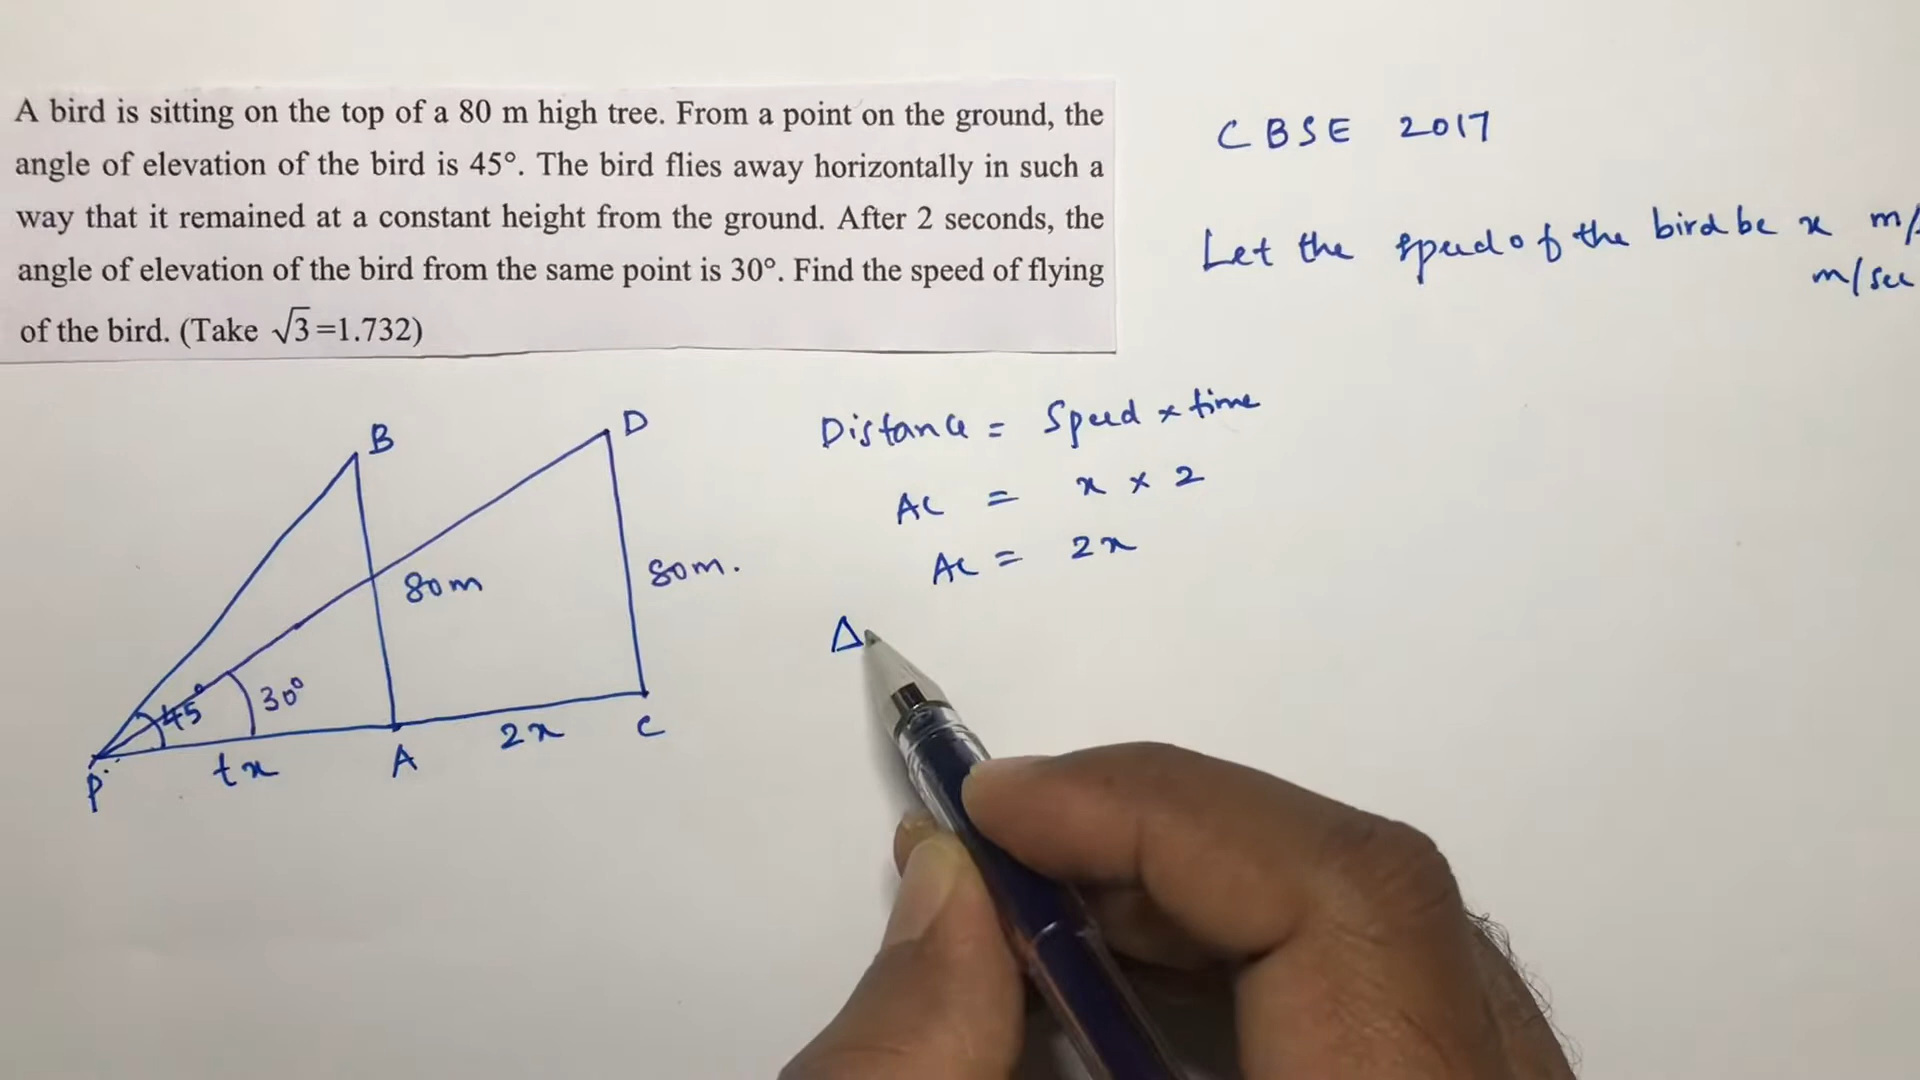 A bird is sitting on the top of a 80 m high tree. From a point on the ground, the
angle of elevation of the bird is 45°. The bird flies away horizontally in such a
way that it remained at a constant height from the ground. After 2 seconds, the
angle of elevation of the bird from the same point is 30°. Find the speed of flying
of the bird. (Take √3=1.732)
CBSE 2017
Let the speed of the bird be x m/
m/sec
Distance = Speed × time
AC = x × 2
AC = 2x
Δ
B
D
80m
80m.
45°
30°
P
tx
A
2x
C